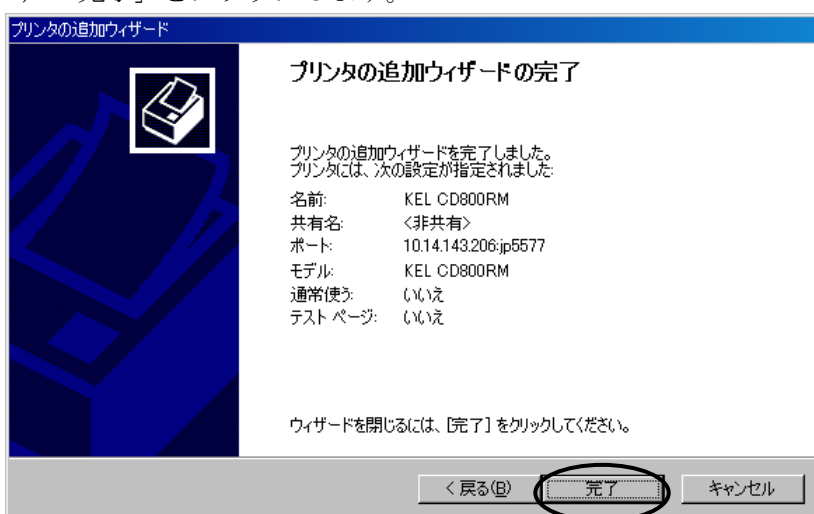 プリンタの追加ウィザード
プリンタの追加ウィザードの完了
プリンタの追加ウィザードを完了しました。
プリンタには、次の設定が指定されました:
名前: KEL CD800RM
共有名: <非共有>
ポート: 10.14.143.206:jp5577
モデル: KEL CD800RM
通常使う: いいえ
テスト ページ: いいえ
ウィザードを閉じるには、[完了] をクリックしてください。
< 戻る(B) 完了 キャンセル